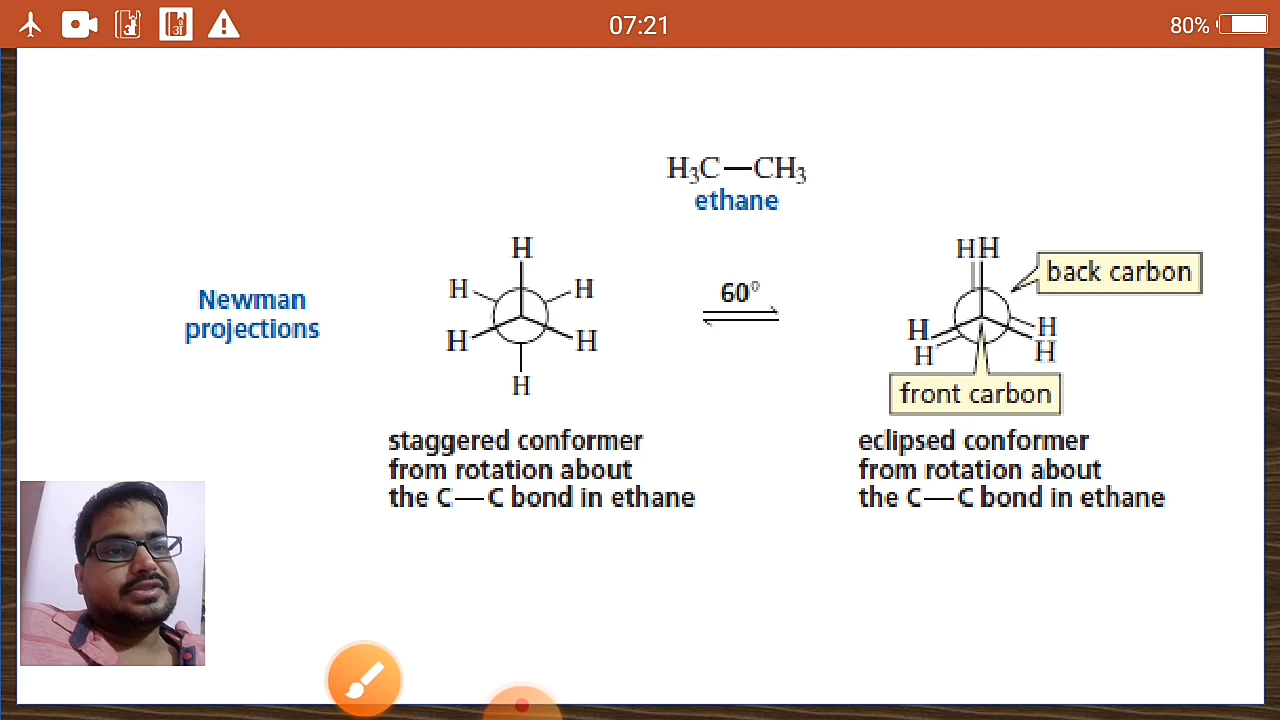 07:21
80%
H₃C—CH₃
ethane
Newman
projections
H
H
H
H
H
H
60°
HH
back carbon
H
H
H
H
front carbon
staggered conformer
from rotation about
the C—C bond in ethane
eclipsed conformer
from rotation about
the C—C bond in ethane